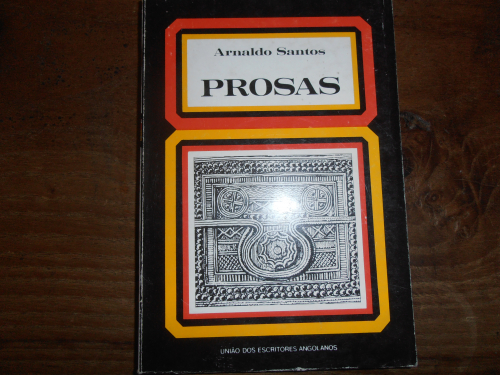 Arnaldo Santos
PROSAS
UNIÃO DOS ESCRITORES ANGOLANOS